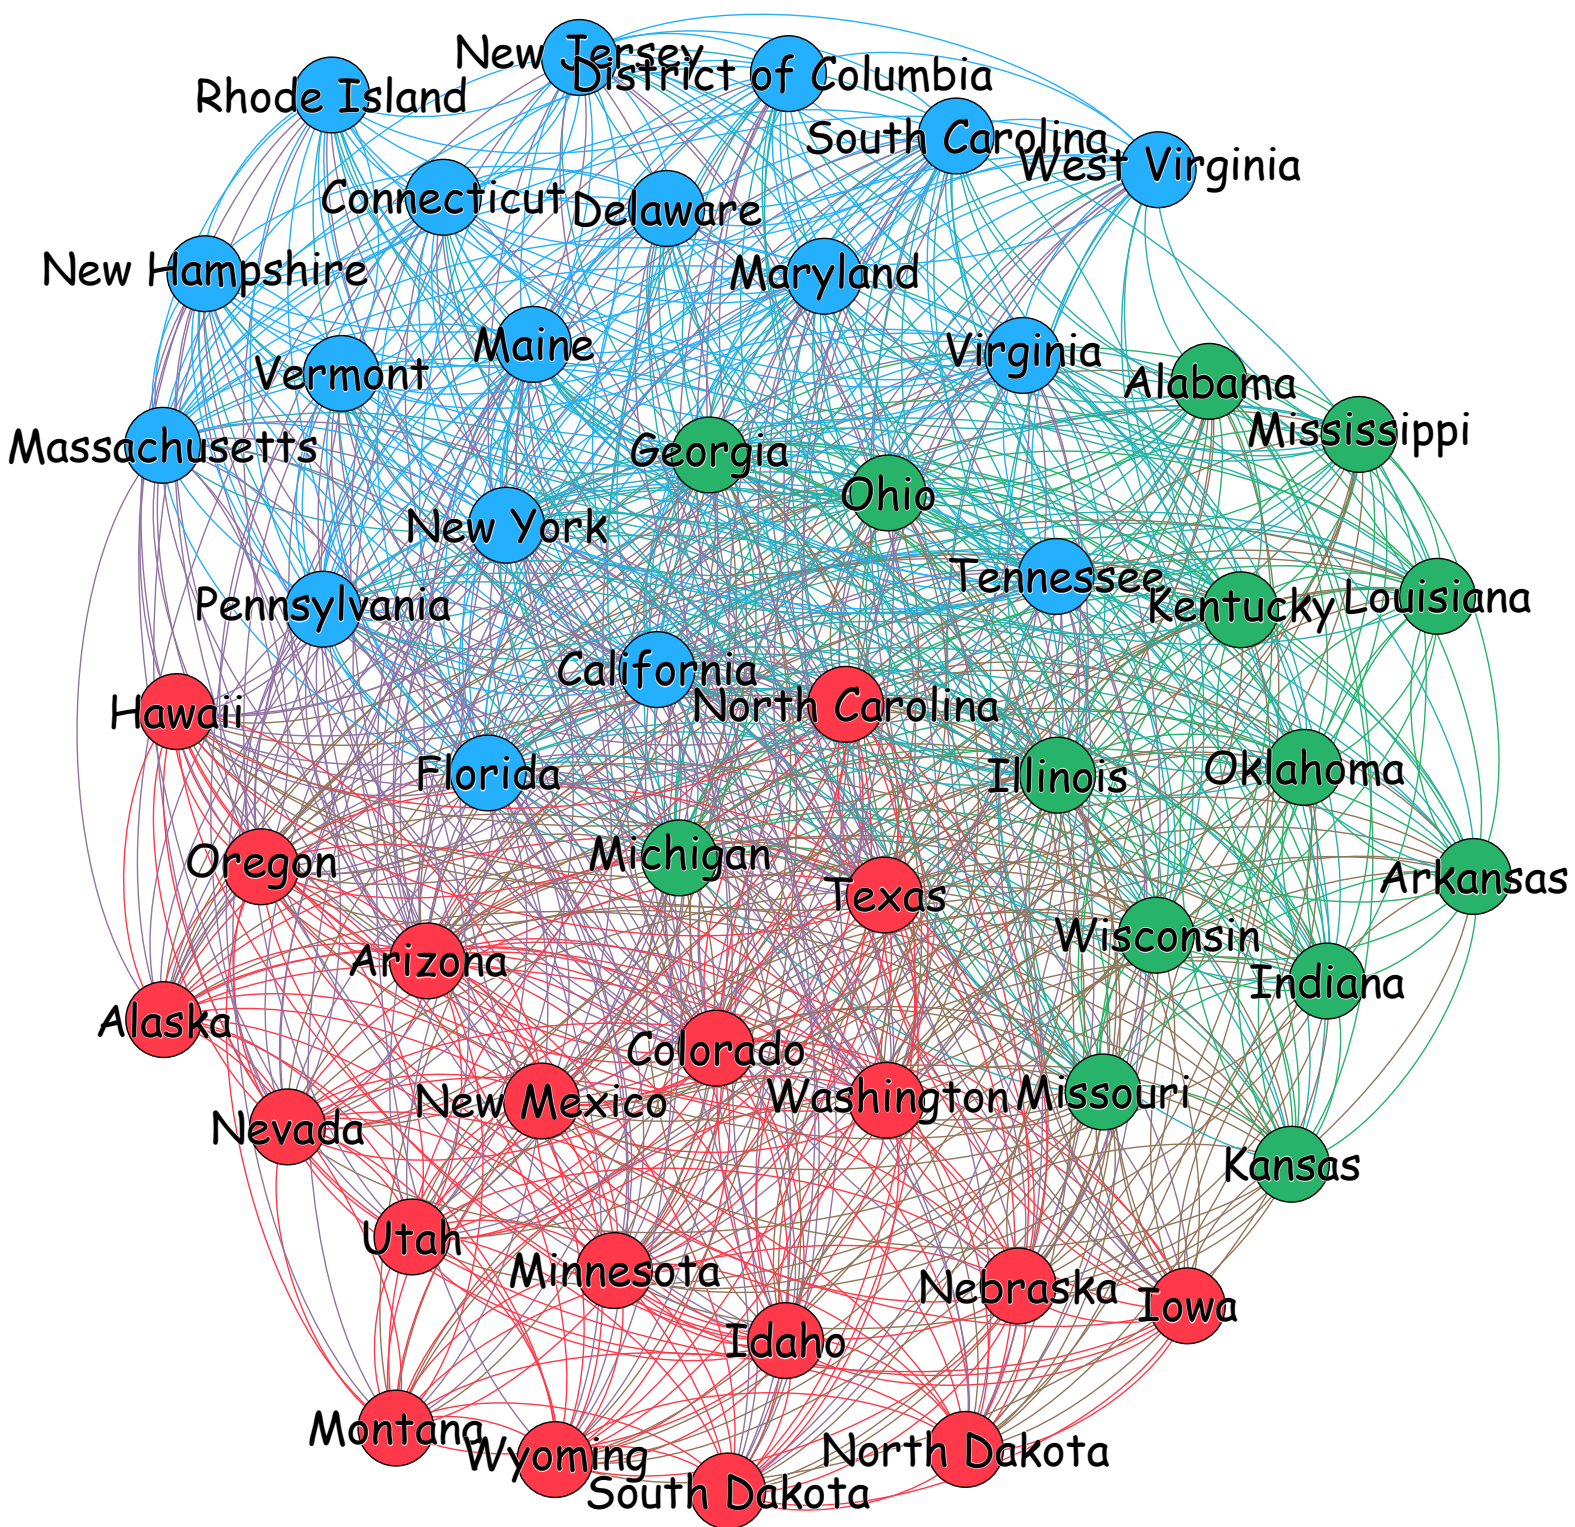 New Jersey
District of Columbia
Rhode Island
South Carolina
West Virginia
Connecticut
Delaware
New Hampshire
Maryland
Maine
Virginia
Vermont
Alabama
Mississippi
Massachusetts
Georgia
Ohio
New York
Tennessee
Kentucky
Louisiana
Pennsylvania
California
North Carolina
Hawaii
Florida
Illinois
Oklahoma
Michigan
Oregon
Texas
Arkansas
Arizona
Wisconsin
Indiana
Alaska
Colorado
New Mexico
Washington
Missouri
Nevada
Kansas
Utah
Minnesota
Nebraska
Iowa
Idaho
Montana
Wyoming
North Dakota
South Dakota